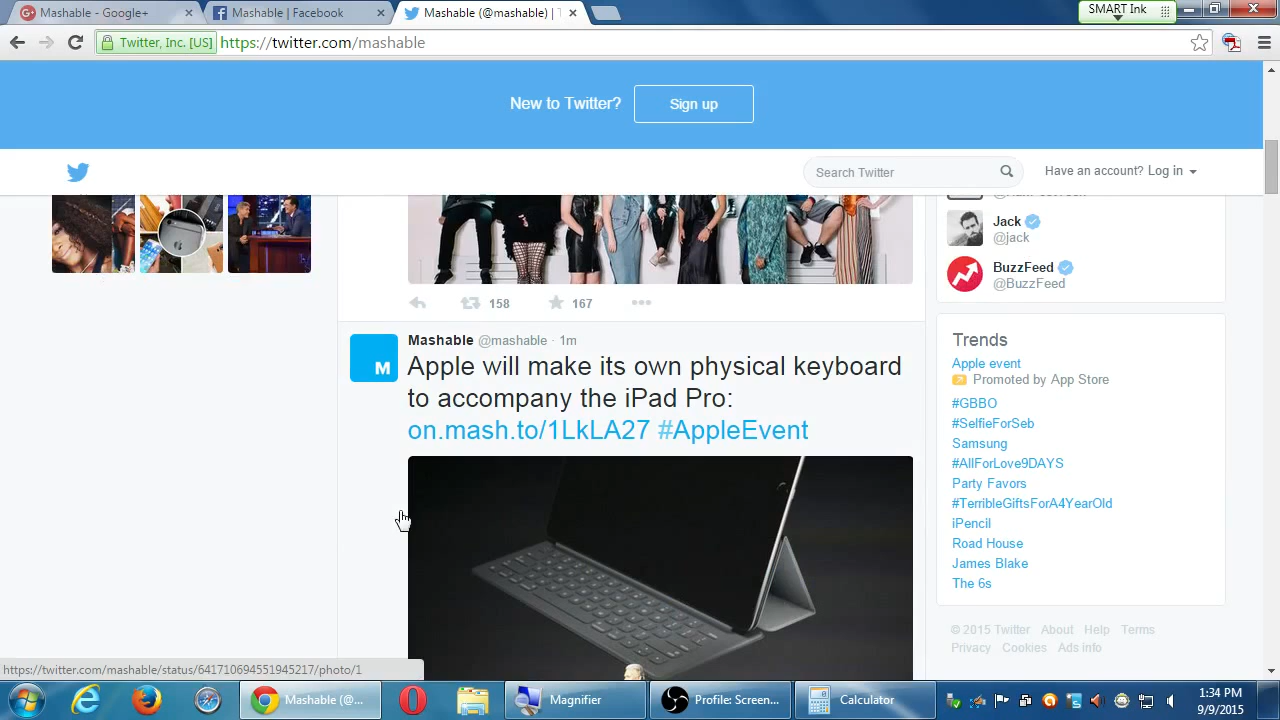 Mashable - Google+
Mashable | Facebook
Mashable (@mashable) | T
SMART Ink
Twitter, Inc. [US]
https://twitter.com/mashable
New to Twitter?
Sign up
Search Twitter
Have an account? Log in
Jack
@jack
BuzzFeed
@BuzzFeed
158
167
Mashable @mashable · 1m
M
Apple will make its own physical keyboard
to accompany the iPad Pro:
on.mash.to/1LkLA27 #AppleEvent
Trends
Apple event
Promoted by App Store
#GBBO
#SelfieForSeb
Samsung
#AllForLove9DAYS
Party Favors
#TerribleGiftsForA4YearOld
iPencil
Road House
James Blake
The 6s
© 2015 Twitter About Help Terms
Privacy Cookies Ads info
https://twitter.com/mashable/status/641710694551945217/photo/1
Mashable (@...
Magnifier
Profile: Screen...
Calculator
1:34 PM
9/9/2015